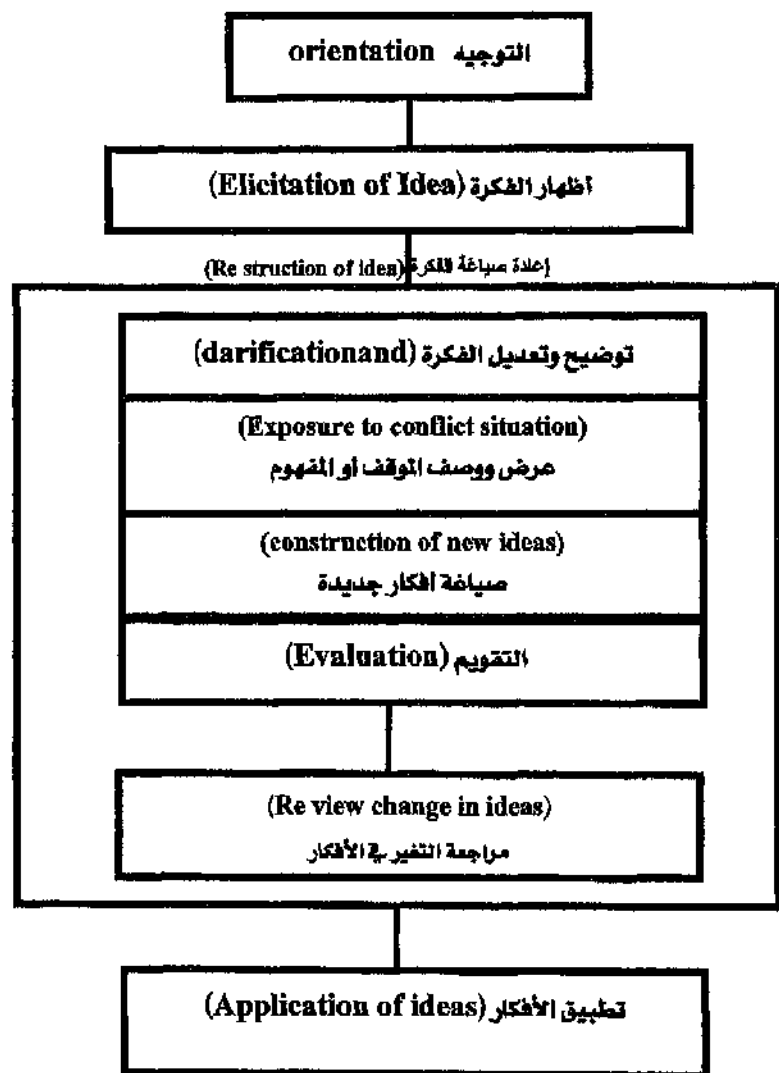 التوجيه orientation
أظهار الفكرة (Elicitation of Idea)
إعادة صياغة الفكرة (Re struction of idea)
توضيح وتعديل الفكرة (darificationand)
(Exposure to conflict situation)
عرض ووصف الموقف أو المفهوم
(construction of new ideas)
صياغة أفكار جديدة
التقويم (Evaluation)
(Re view change in ideas)
مراجعة التغير في الأفكار
تطبيق الأفكار (Application of ideas)